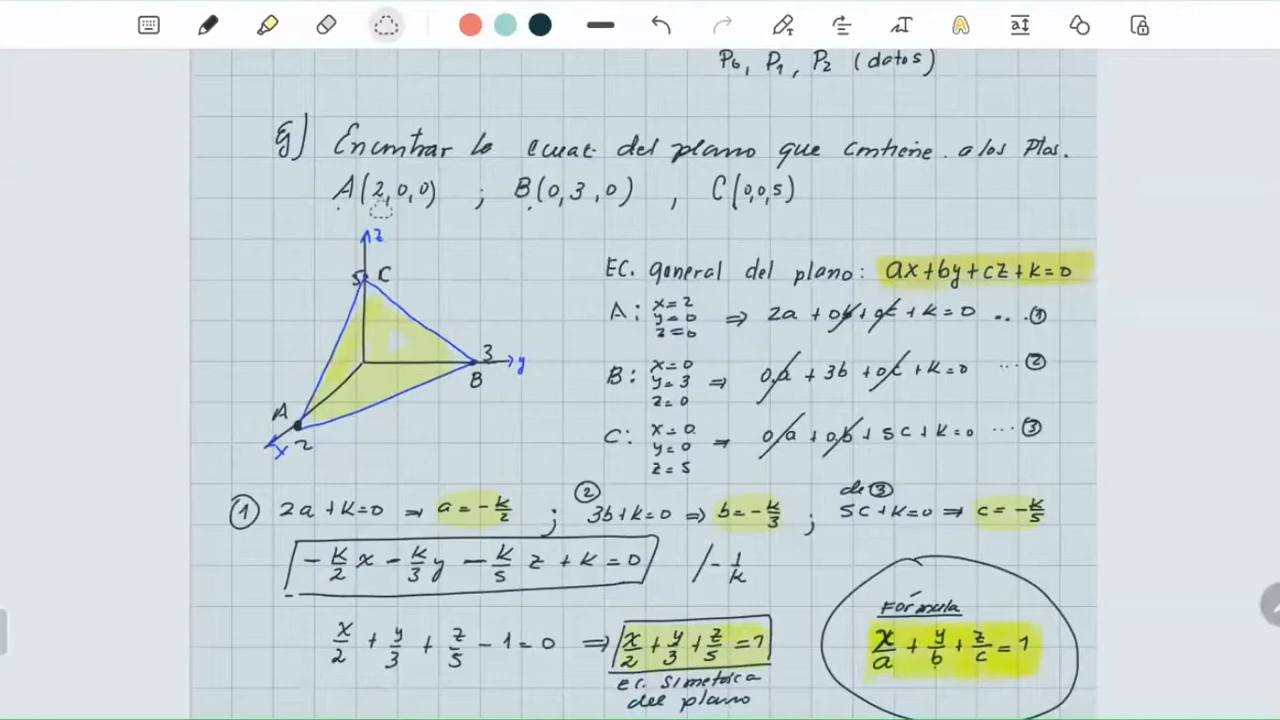 P₀, P₁, P₂ (datos)
Ej) Encontrar la ecuac. del plano que contiene a los Ptos.
A(2,0,0) ; B(0,3,0) , C(0,0,5)
z
5 C
3 y
B
A
x 2
EC. general del plano: ax+by+cz+k=0
A: x=2 y=0 z=0 ⇒ 2a + 0b + 0c + k = 0 ... ①
B: x=0 y=3 z=0 ⇒ 0.a + 3b + 0c + k=0 ... ②
C: x=0 y=0 z=5 ⇒ 0a + 0b + 5c + k=0 ... ③
① 2a+k=0 ⇒ a=-k/2 ; ② 3b+k=0 ⇒ b=-k/3 ; de ③ 5c+k=0 ⇒ c=-k/5
-k/2 x - k/3 y - k/5 z + k = 0 / -1/k
x/2 + y/3 + z/5 - 1 = 0 ⇒ x/2 + y/3 + z/5 = 1
ec. simetrica
del plano
Fórmula
x/a + y/b + z/c = 1